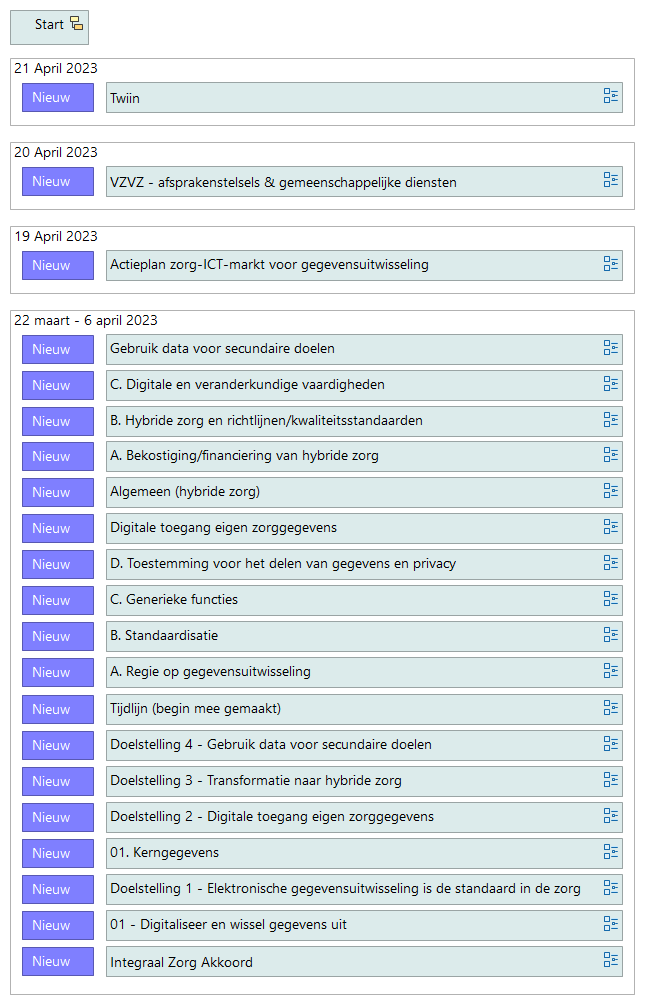 Start
21 April 2023
Nieuw Twiin
20 April 2023
Nieuw VZVZ - afsprakenstelsels & gemeenschappelijke diensten
19 April 2023
Nieuw Actieplan zorg-ICT-markt voor gegevensuitwisseling
22 maart - 6 april 2023
Nieuw Gebruik data voor secundaire doelen
Nieuw C. Digitale en veranderkundige vaardigheden
Nieuw B. Hybride zorg en richtlijnen/kwaliteitsstandaarden
Nieuw A. Bekostiging/financiering van hybride zorg
Nieuw Algemeen (hybride zorg)
Nieuw Digitale toegang eigen zorggegevens
Nieuw D. Toestemming voor het delen van gegevens en privacy
Nieuw C. Generieke functies
Nieuw B. Standaardisatie
Nieuw A. Regie op gegevensuitwisseling
Nieuw Tijdlijn (begin mee gemaakt)
Nieuw Doelstelling 4 - Gebruik data voor secundaire doelen
Nieuw Doelstelling 3 - Transformatie naar hybride zorg
Nieuw Doelstelling 2 - Digitale toegang eigen zorggegevens
Nieuw 01. Kerngegevens
Nieuw Doelstelling 1 - Elektronische gegevensuitwisseling is de standaard in de zorg
Nieuw 01 - Digitaliseer en wissel gegevens uit
Nieuw Integraal Zorg Akkoord